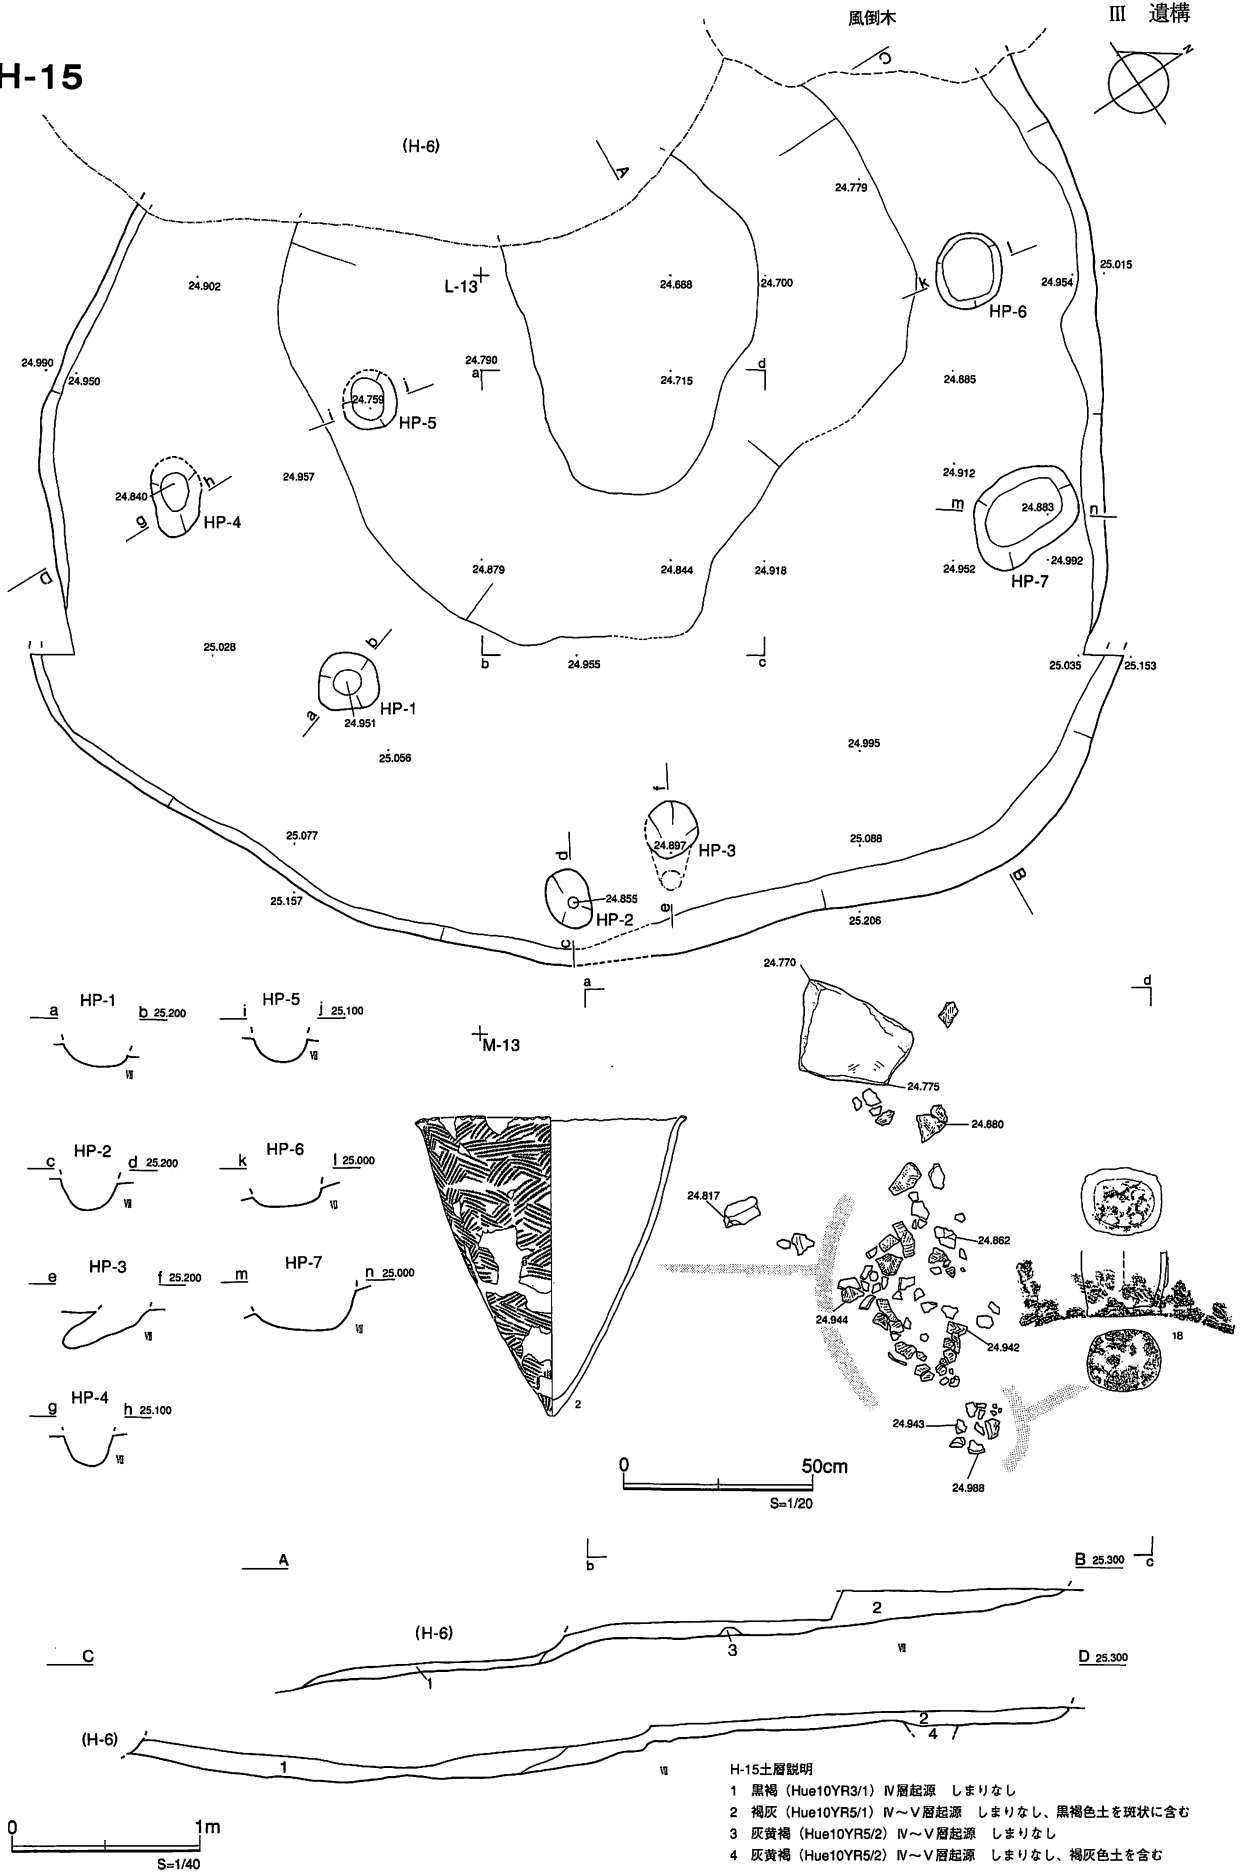 III 遺構
風倒木
N
H-15
C
(H-6)
A
24.779
25.015
24.902
L-13
24.688
24.700
k
l
24.954
HP-6
24.990
24.950
24.790
a
d
24.715
24.885
24.759
i
j
HP-5
24.957
24.912
24.840
g
h
HP-4
m
24.883
n
HP-7
24.992
24.952
D
24.879
24.844
24.918
25.028
b
24.955
c
25.035
25.153
a
b
HP-1
24.951
25.056
24.995
f
25.077
24.897
HP-3
25.088
d
24.855
HP-2
e
25.157
25.206
B
c
a
d
24.770
HP-1
a
b 25.200
VII
HP-5
i
j 25.100
VII
M-13
24.775
24.880
HP-2
c
d 25.200
VII
HP-6
k
l 25.000
VII
24.817
24.862
HP-3
e
f 25.200
VII
HP-7
m
n 25.000
VII
24.944
24.942
18
HP-4
g
h 25.100
VII
2
24.943
24.988
0 50cm
S=1/20
b
c
A
B 25.300
(H-6)
1
3
2
VII
C
D 25.300
(H-6)
1
2
4
VII
H-15土層説明
1 黒褐（Hue10YR3/1）Ⅳ層起源 しまりなし
2 褐灰（Hue10YR5/1）Ⅳ～Ⅴ層起源 しまりなし、黒褐色土を斑状に含む
3 灰黄褐（Hue10YR5/2）Ⅳ～Ⅴ層起源 しまりなし
4 灰黄褐（Hue10YR5/2）Ⅳ～Ⅴ層起源 しまりなし、褐灰色土を含む
0 1m
S=1/40